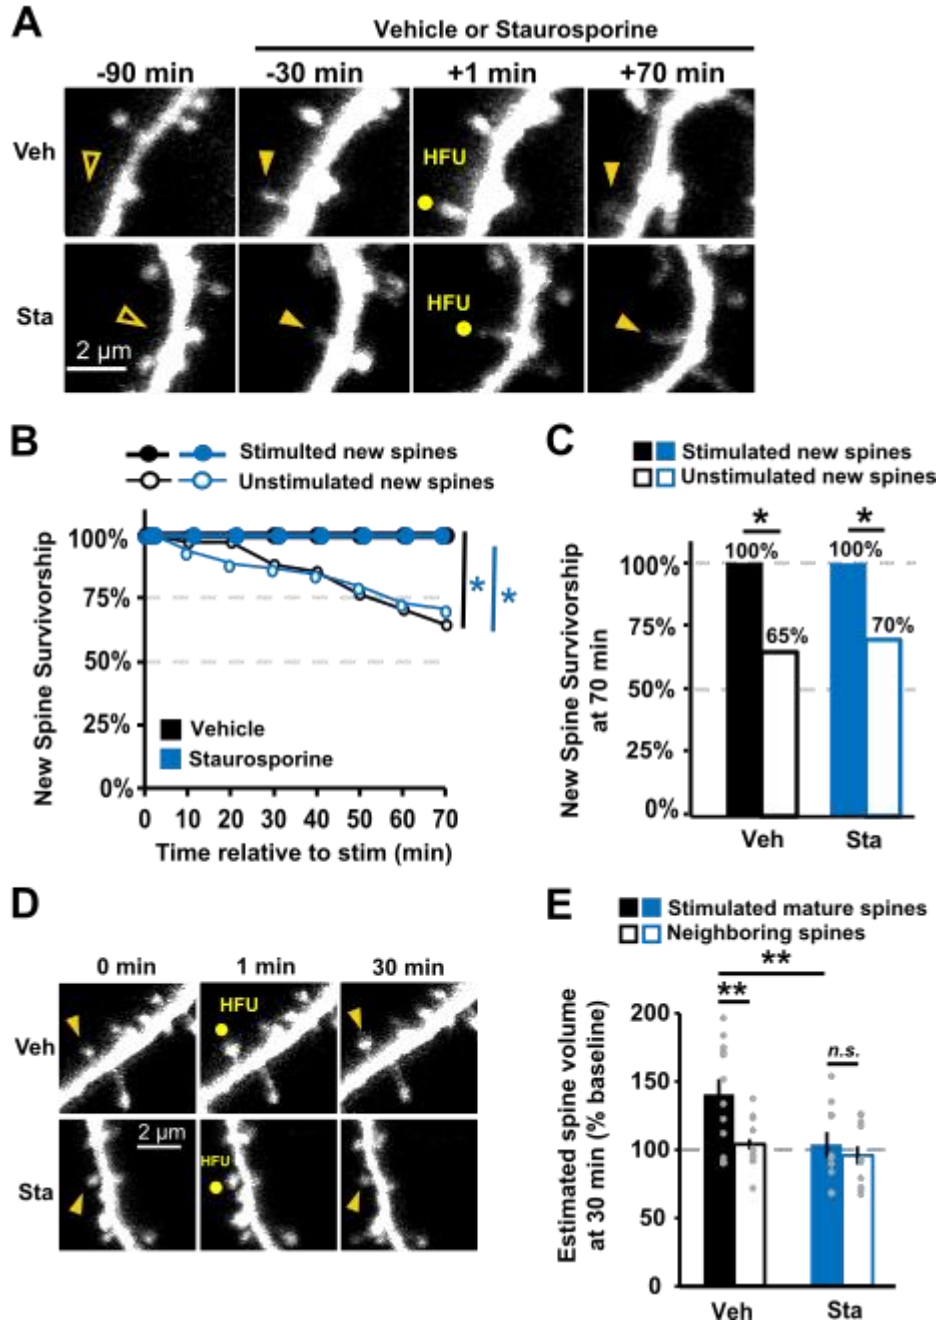 A
Vehicle or Staurosporine
-90 min -30 min +1 min +70 min
Veh
HFU
Sta
HFU
2 µm
B
Stimulted new spines
Unstimulated new spines
New Spine Survivorship
100%
75%
50%
25%
0%
* *
Vehicle
Staurosporine
0 10 20 30 40 50 60 70
Time relative to stim (min)
C
Stimulated new spines
Unstimulated new spines
New Spine Survivorship
at 70 min
100%
75%
50%
25%
0%
* *
100% 100%
65% 70%
Veh Sta
D
0 min 1 min 30 min
Veh
HFU
Sta
2 µm
HFU
E
Stimulated mature spines
Neighboring spines
Estimated spine volume
at 30 min (% baseline)
200
150
100
50
0
**
**
n.s.
Veh Sta